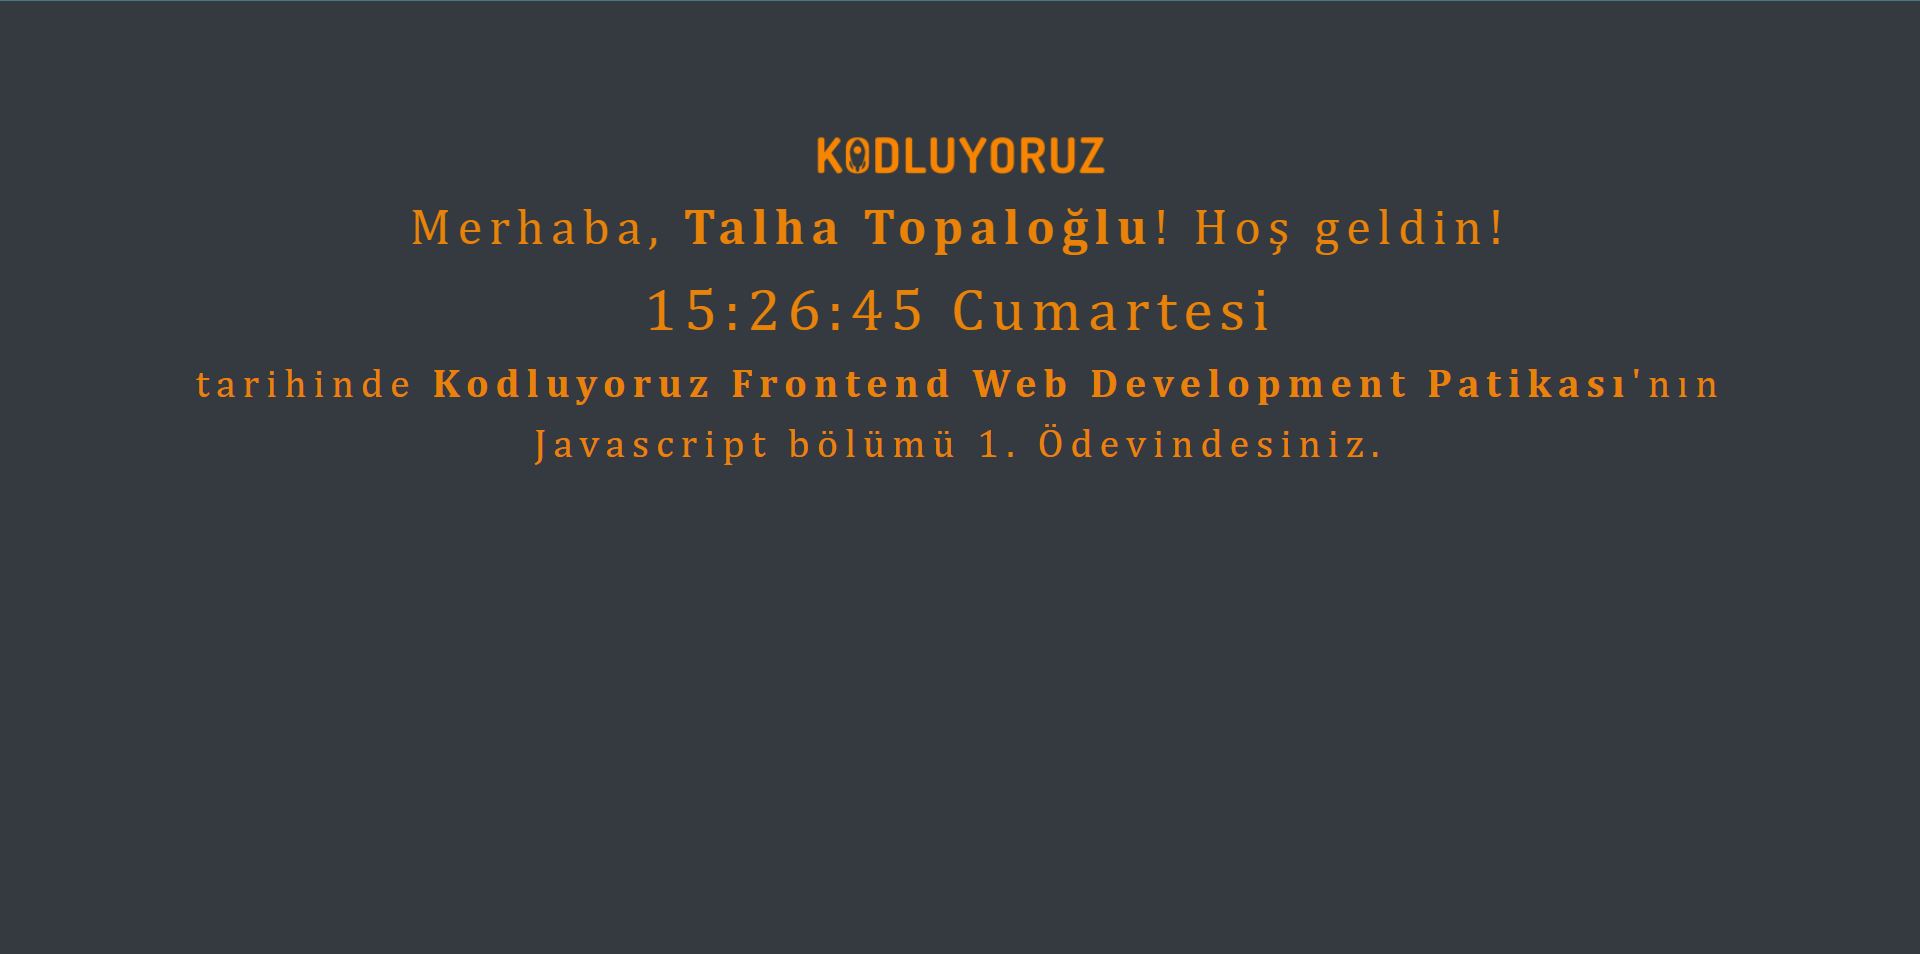 KODLUYORUZ
Merhaba, Talha Topaloğlu! Hoş geldin!
15:26:45 Cumartesi
tarihinde Kodluyoruz Frontend Web Development Patikası'nın
Javascript bölümü 1. Ödevindesiniz.